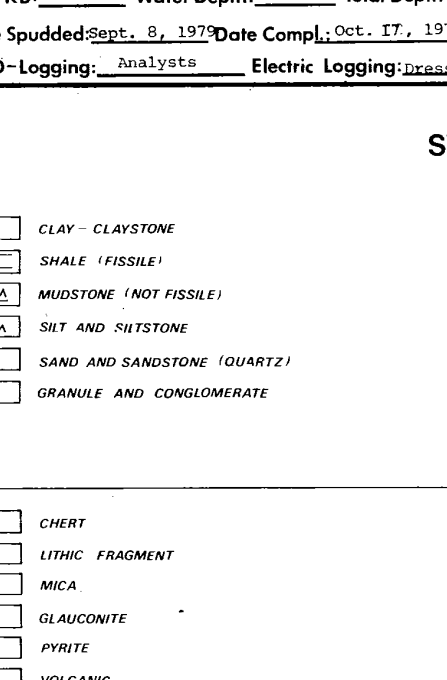 Spudded: Sept. 8, 1979 Date Compl.: Oct. 17, 197
-Logging: Analysts Electric Logging: Dress
S
CLAY - CLAYSTONE
SHALE (FISSILE)
MUDSTONE (NOT FISSILE)
SILT AND SILTSTONE
SAND AND SANDSTONE (QUARTZ)
GRANULE AND CONGLOMERATE
CHERT
LITHIC FRAGMENT
MICA
GLAUCONITE
PYRITE
VOLCANIC